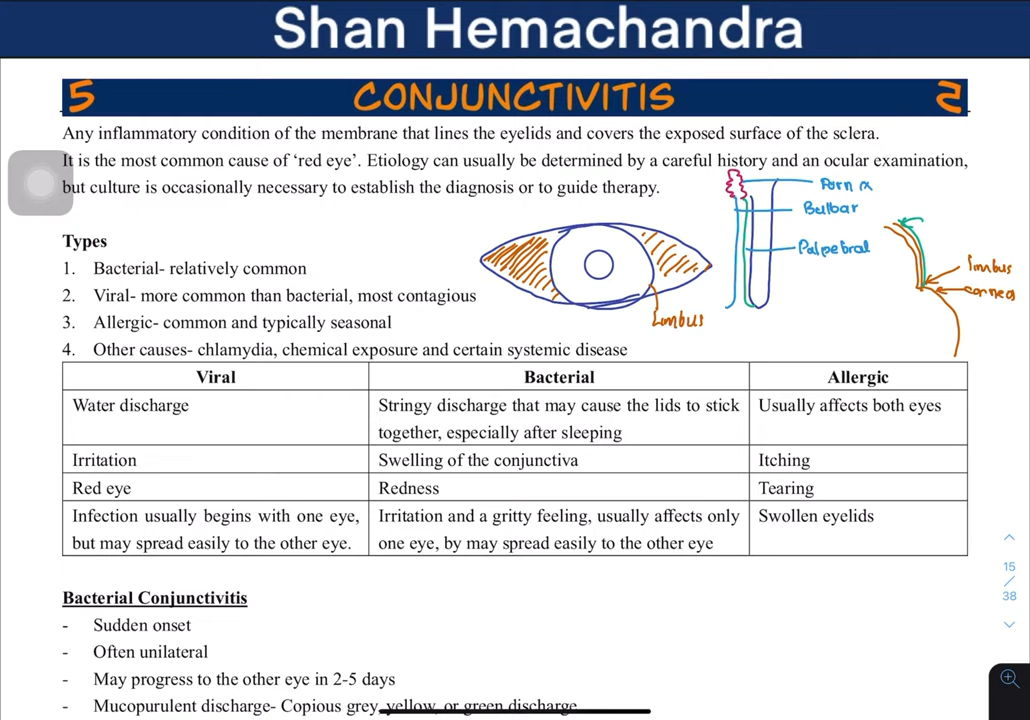 Shan Hemachandra
5 CONJUNCTIVITIS
Any inflammatory condition of the membrane that lines the eyelids and covers the exposed surface of the sclera.
It is the most common cause of ‘red eye’. Etiology can usually be determined by a careful history and an ocular examination,
but culture is occasionally necessary to establish the diagnosis or to guide therapy.
Bulbar
Palpebral
limbus
cornea
Limbus
Types
1. Bacterial- relatively common
2. Viral- more common than bacterial, most contagious
3. Allergic- common and typically seasonal
4. Other causes- chlamydia, chemical exposure and certain systemic disease
Viral Bacterial Allergic
Water discharge Stringy discharge that may cause the lids to stick Usually affects both eyes
together, especially after sleeping
Irritation Swelling of the conjunctiva Itching
Red eye Redness Tearing
Infection usually begins with one eye, Irritation and a gritty feeling, usually affects only Swollen eyelids
but may spread easily to the other eye. one eye, by may spread easily to the other eye
15
/
38
Bacterial Conjunctivitis
- Sudden onset
- Often unilateral
- May progress to the other eye in 2-5 days
- Mucopurulent discharge- Copious grey, yellow, or green discharge